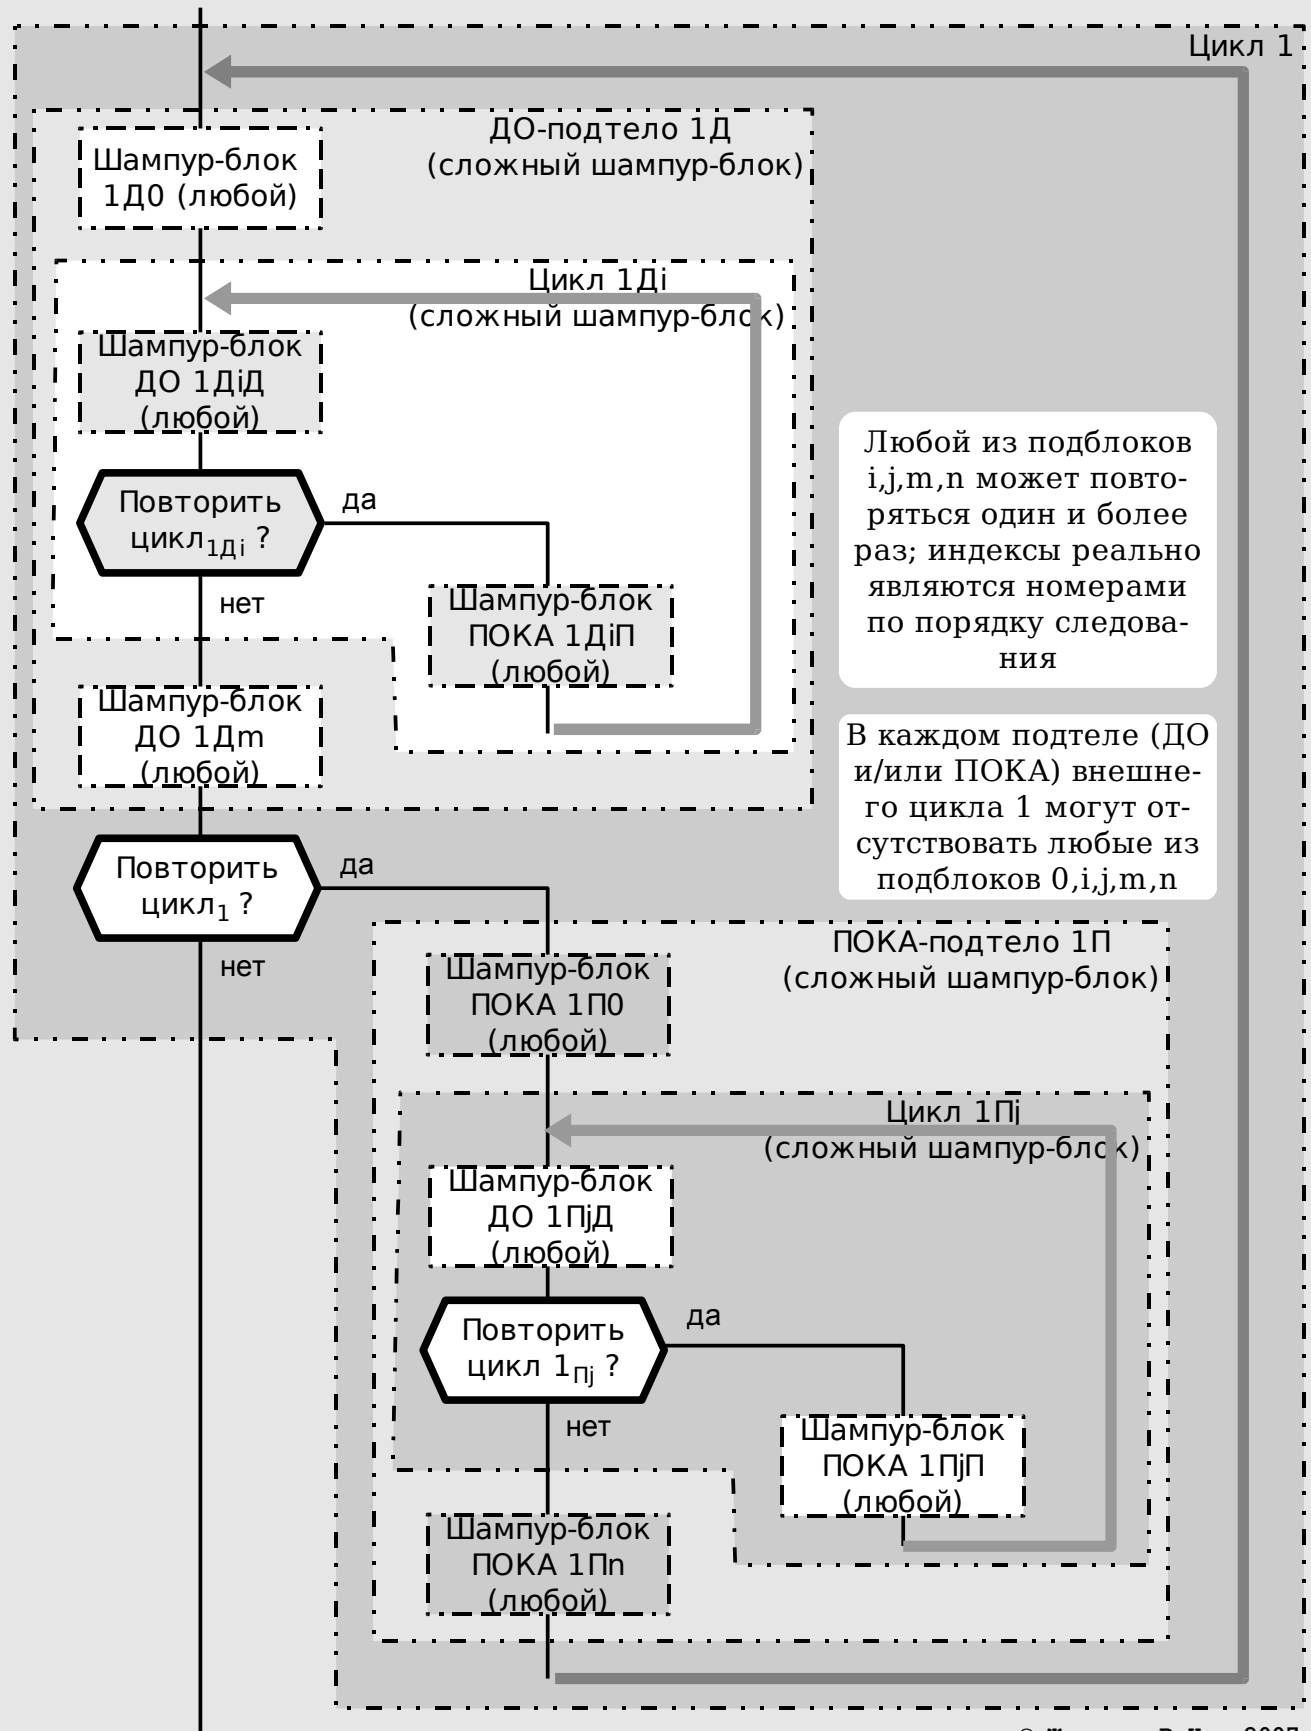 Цикл 1
ДО-подтело 1Д
(сложный шампур-блок)
Шампур-блок
1Д0 (любой)
Цикл 1Дi
(сложный шампур-блок)
Шампур-блок
ДО 1ДiД
(любой)
Повторить
цикл1Дi ?
да
нет
Шампур-блок
ПОКА 1ДiП
(любой)
Шампур-блок
ДО 1Дm
(любой)
Любой из подблоков
i,j,m,n может повто-
ряться один и более
раз; индексы реально
являются номерами
по порядку следова-
ния
В каждом подтеле (ДО
и/или ПОКА) внешне-
го цикла 1 могут от-
сутствовать любые из
подблоков 0,i,j,m,n
Повторить
цикл1 ?
да
нет
ПОКА-подтело 1П
(сложный шампур-блок)
Шампур-блок
ПОКА 1П0
(любой)
Цикл 1Пj
(сложный шампур-блок)
Шампур-блок
ДО 1ПjД
(любой)
Повторить
цикл 1Пj ?
да
нет
Шампур-блок
ПОКА 1ПjП
(любой)
Шампур-блок
ПОКА 1Пn
(любой)